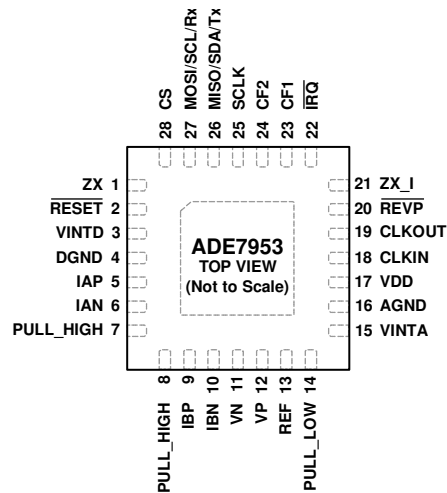 28 CS
27 MOSI/SCL/Rx
26 MISO/SDA/Tx
25 SCLK
24 CF2
23 CF1
22 IRQ
ZX 1
RESET 2
VINTD 3
DGND 4
IAP 5
IAN 6
PULL_HIGH 7
ADE7953
TOP VIEW
(Not to Scale)
21 ZX_I
20 REVP
19 CLKOUT
18 CLKIN
17 VDD
16 AGND
15 VINTA
PULL_HIGH 8
IBP 9
IBN 10
VN 11
VP 12
REF 13
PULL_LOW 14